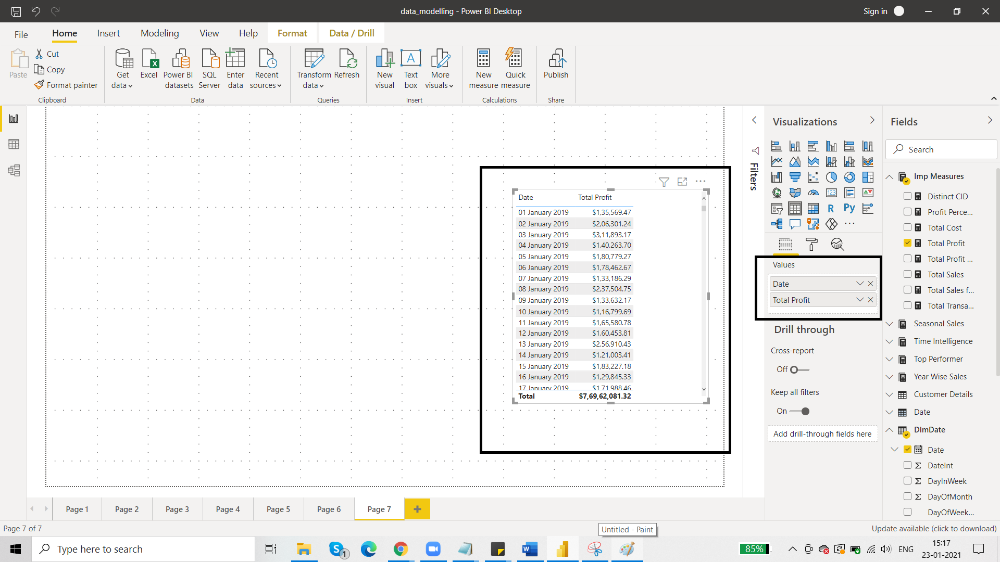 data_modelling - Power BI Desktop
Sign in
File
Home
Insert
Modeling
View
Help
Format
Data / Drill
Paste
Cut
Copy
Format painter
Clipboard
Get data
Excel
Power BI datasets
SQL Server
Enter data
Recent sources
Data
Transform data
Refresh
Queries
New visual
Text box
More visuals
Insert
New measure
Quick measure
Calculations
Publish
Share
Date Total Profit
01 January 2019 $1,35,569.47
02 January 2019 $2,06,301.24
03 January 2019 $3,11,893.17
04 January 2019 $1,40,263.70
05 January 2019 $1,80,779.27
06 January 2019 $1,78,462.67
07 January 2019 $1,33,186.29
08 January 2019 $2,37,504.75
09 January 2019 $1,33,632.17
10 January 2019 $1,16,799.69
11 January 2019 $1,65,580.78
12 January 2019 $1,60,453.81
13 January 2019 $2,56,910.43
14 January 2019 $1,21,003.41
15 January 2019 $1,83,227.18
16 January 2019 $1,29,845.33
17 January 2019 $1,71,988.46
Total $7,69,62,081.32
Filters
Visualizations
123
R
Py
Values
Date
Total Profit
Drill through
Cross-report
Off
Keep all filters
On
Add drill-through fields here
Fields
Search
Imp Measures
Distinct CID
Profit Perce...
Total Cost
Total Profit
Total Profit ...
Total Sales
Total Sales f...
Total Transa...
Seasonal Sales
Time Intelligence
Top Performer
Year Wise Sales
Customer Details
Date
DimDate
Date
DateInt
DayInWeek
DayOfMonth
DayOfWeek...
Page 1
Page 2
Page 3
Page 4
Page 5
Page 6
Page 7
Page 7 of 7
Untitled - Paint
Update available (click to download)
Type here to search
1
85%
ENG
15:17
23-01-2021